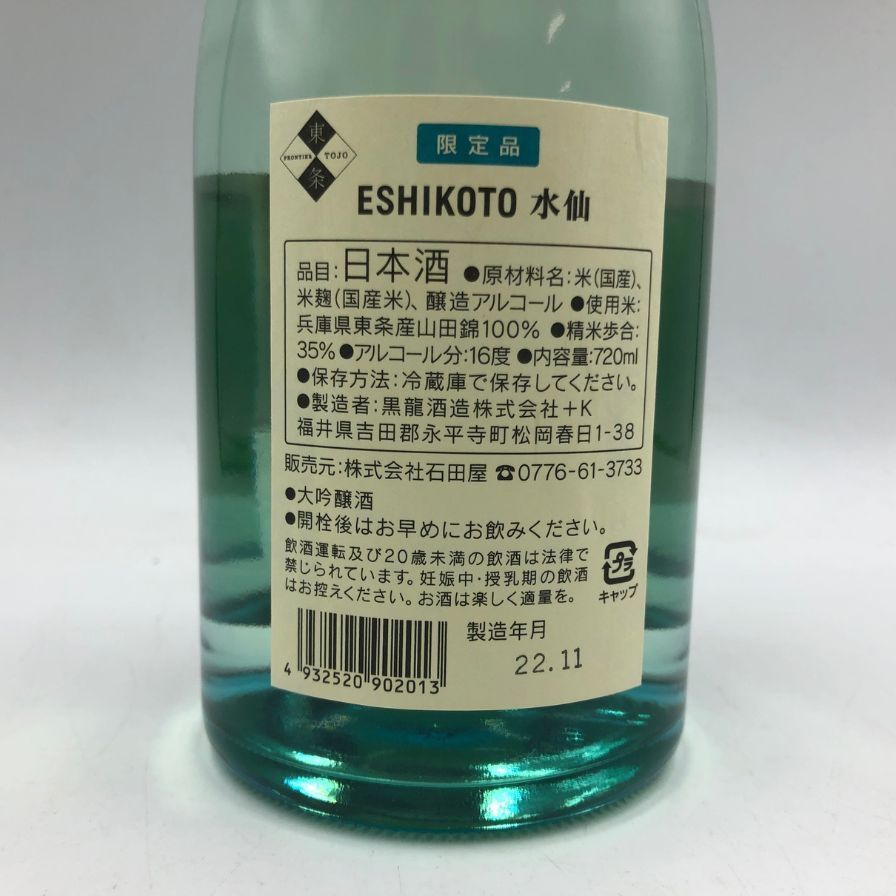 東
FRONTIER TOJO
条
限定品
ESHIKOTO 水仙
品目:日本酒 ●原材料名:米(国産)、
米麹(国産米)、醸造アルコール ●使用米:
兵庫県東条産山田錦100% ●精米歩合:
35% ●アルコール分:16度 ●内容量:720ml
●保存方法:冷蔵庫で保存してください。
●製造者:黒龍酒造株式会社+K
福井県吉田郡永平寺町松岡春日1-38
販売元:株式会社石田屋 ☎0776-61-3733
●大吟醸酒
●開栓後はお早めにお飲みください。
飲酒運転及び20歳未満の飲酒は法律で
禁じられています。妊娠中・授乳期の飲酒
はお控えください。お酒は楽しく適量を。
プラ
キャップ
製造年月
22.11
4 932520 902013